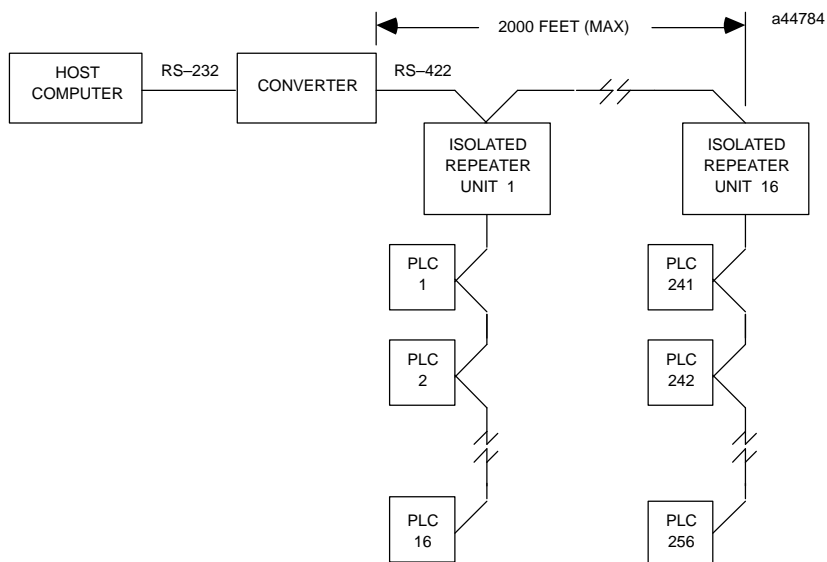 a44784
2000 FEET (MAX)
HOST
COMPUTER
RS–232
CONVERTER
RS–422
ISOLATED
REPEATER
UNIT 1
ISOLATED
REPEATER
UNIT 16
PLC
1
PLC
241
PLC
2
PLC
242
PLC
16
PLC
256